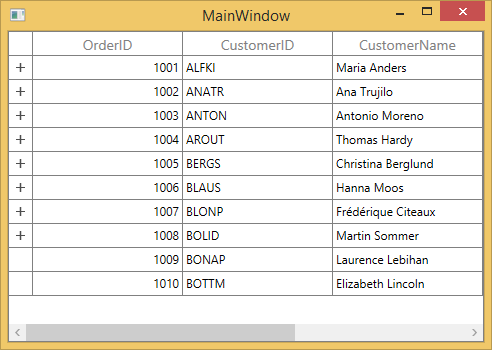 MainWindow
OrderID CustomerID CustomerName
+ 1001 ALFKI Maria Anders
+ 1002 ANATR Ana Trujilo
+ 1003 ANTON Antonio Moreno
+ 1004 AROUT Thomas Hardy
+ 1005 BERGS Christina Berglund
+ 1006 BLAUS Hanna Moos
+ 1007 BLONP Frédérique Citeaux
+ 1008 BOLID Martin Sommer
1009 BONAP Laurence Lebihan
1010 BOTTM Elizabeth Lincoln